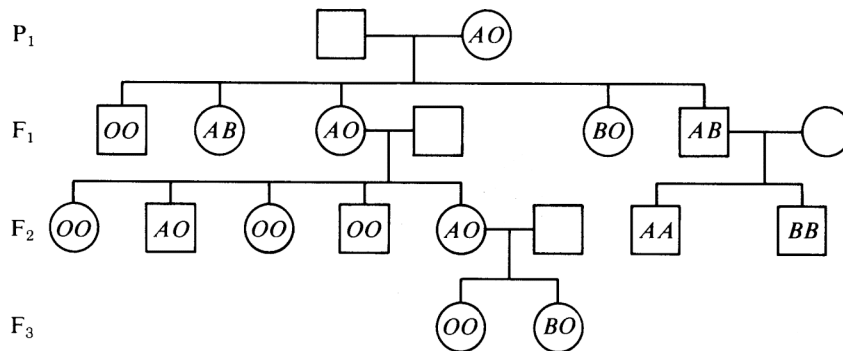 P₁ AO
F₁ OO AB AO BO AB
F₂ OO AO OO OO AO AA BB
F₃ OO BO